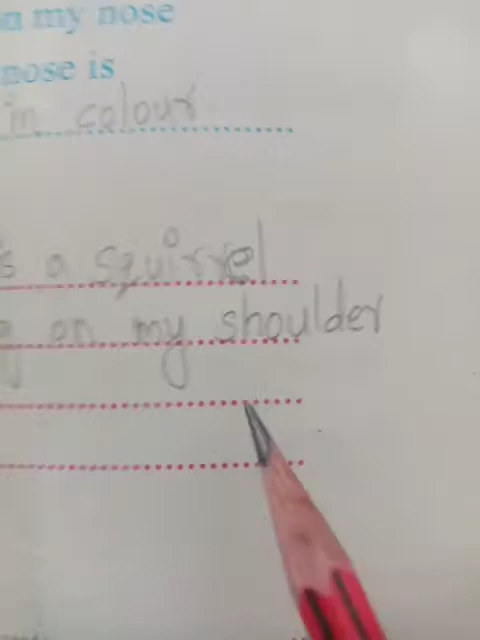 n my nose
nose is
in colour
s a squirrel
g on my shoulder